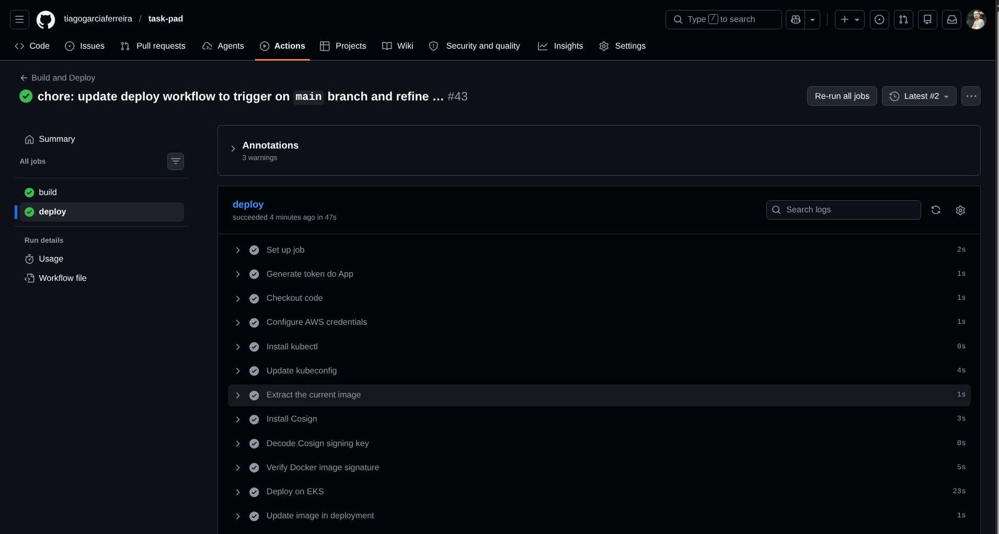 tiagogarciaferreira / task-pad
Type / to search
Code
Issues
Pull requests
Agents
Actions
Projects
Wiki
Security and quality
Insights
Settings
Build and Deploy
chore: update deploy workflow to trigger on main branch and refine … #43
Re-run all jobs
Latest #2
Summary
All jobs
build
deploy
Run details
Usage
Workflow file
Annotations
3 warnings
deploy
succeeded 4 minutes ago in 47s
Search logs
Set up job 2s
Generate token do App 1s
Checkout code 1s
Configure AWS credentials 1s
Install kubectl 0s
Update kubeconfig 4s
Extract the current image 1s
Install Cosign 3s
Decode Cosign signing key 0s
Verify Docker image signature 5s
Deploy on EKS 23s
Update image in deployment 1s